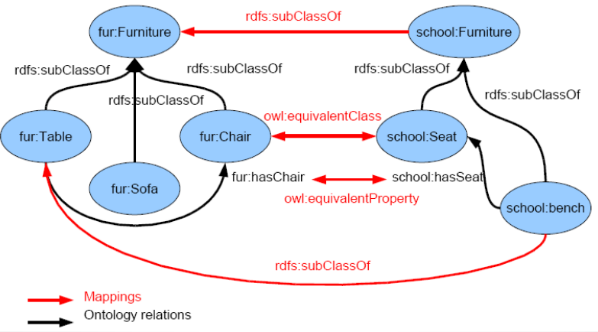 fur:Furniture
rdfs:subClassOf
school:Furniture
rdfs:subClassOf
rdfs:subClassOf
rdfs:subClassOf
rdfs:subClassOf
rdfs:subClassOf
owl:equivalentClass
fur:Table
fur:Chair
school:Seat
fur:Sofa
fur:hasChair
school:hasSeat
owl:equivalentProperty
school:bench
rdfs:subClassOf
Mappings
Ontology relations